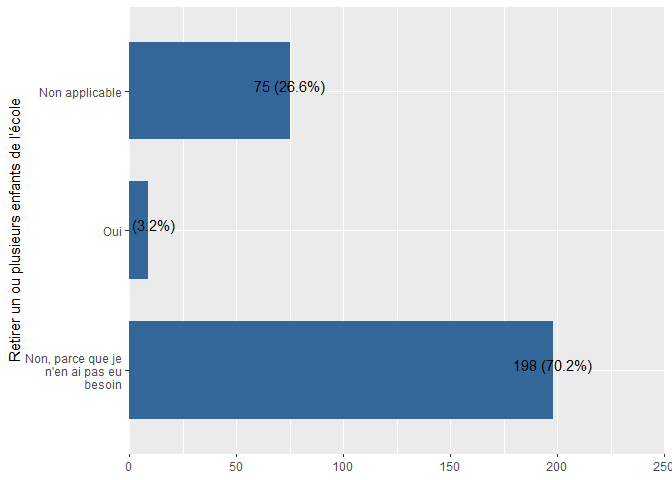 Retirer un ou plusieurs enfants de l'école
Non applicable
75 (26.6%)
Oui
(3.2%)
Non, parce que je
n'en ai pas eu
besoin
198 (70.2%)
0 50 100 150 200 250